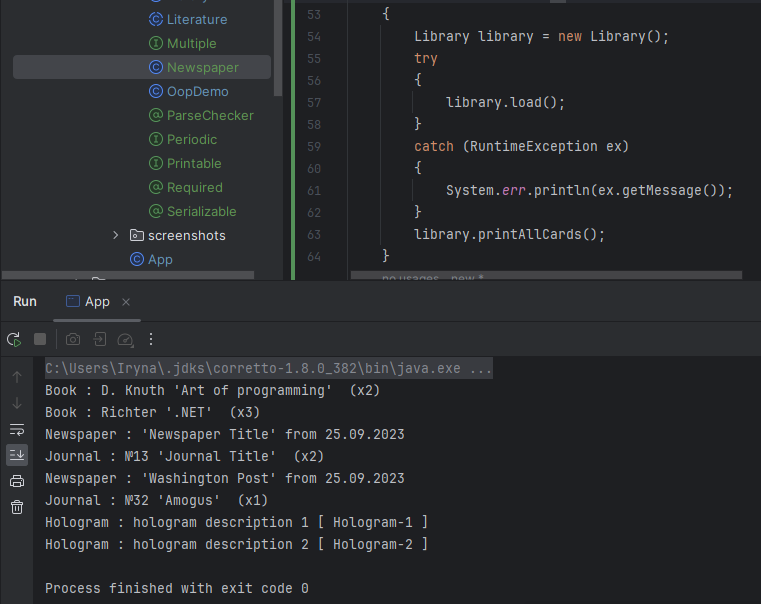 Literature
Multiple
Newspaper
OopDemo
ParseChecker
Periodic
Printable
Required
Serializable
screenshots
App
53 {
54 Library library = new Library();
55 try
56 {
57 library.load();
58 }
59 catch (RuntimeException ex)
60 {
61 System.err.println(ex.getMessage());
62 }
63 library.printAllCards();
64 }
no usages new *
Run App ×
C:\Users\Iryna\.jdks\corretto-1.8.0_382\bin\java.exe ...
Book : D. Knuth 'Art of programming'  (x2)
Book : Richter '.NET'  (x3)
Newspaper : 'Newspaper Title' from 25.09.2023
Journal : №13 'Journal Title'  (x2)
Newspaper : 'Washington Post' from 25.09.2023
Journal : №32 'Amogus'  (x1)
Hologram : hologram description 1 [ Hologram-1 ]
Hologram : hologram description 2 [ Hologram-2 ]
Process finished with exit code 0